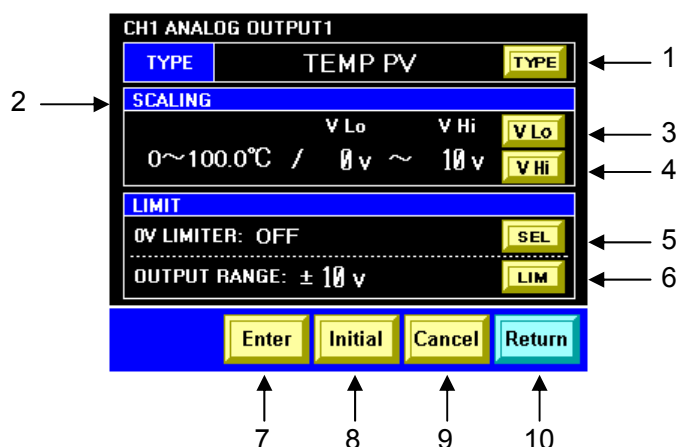 CH1 ANALOG OUTPUT1
TYPE TEMP PV TYPE 1
2 SCALING
V Lo V Hi V Lo 3
0~100.0℃ / 0 v ~ 10 v V Hi 4
LIMIT
0V LIMITER: OFF SEL 5
OUTPUT RANGE: ± 10 v LIM 6
Enter Initial Cancel Return
7 8 9 10